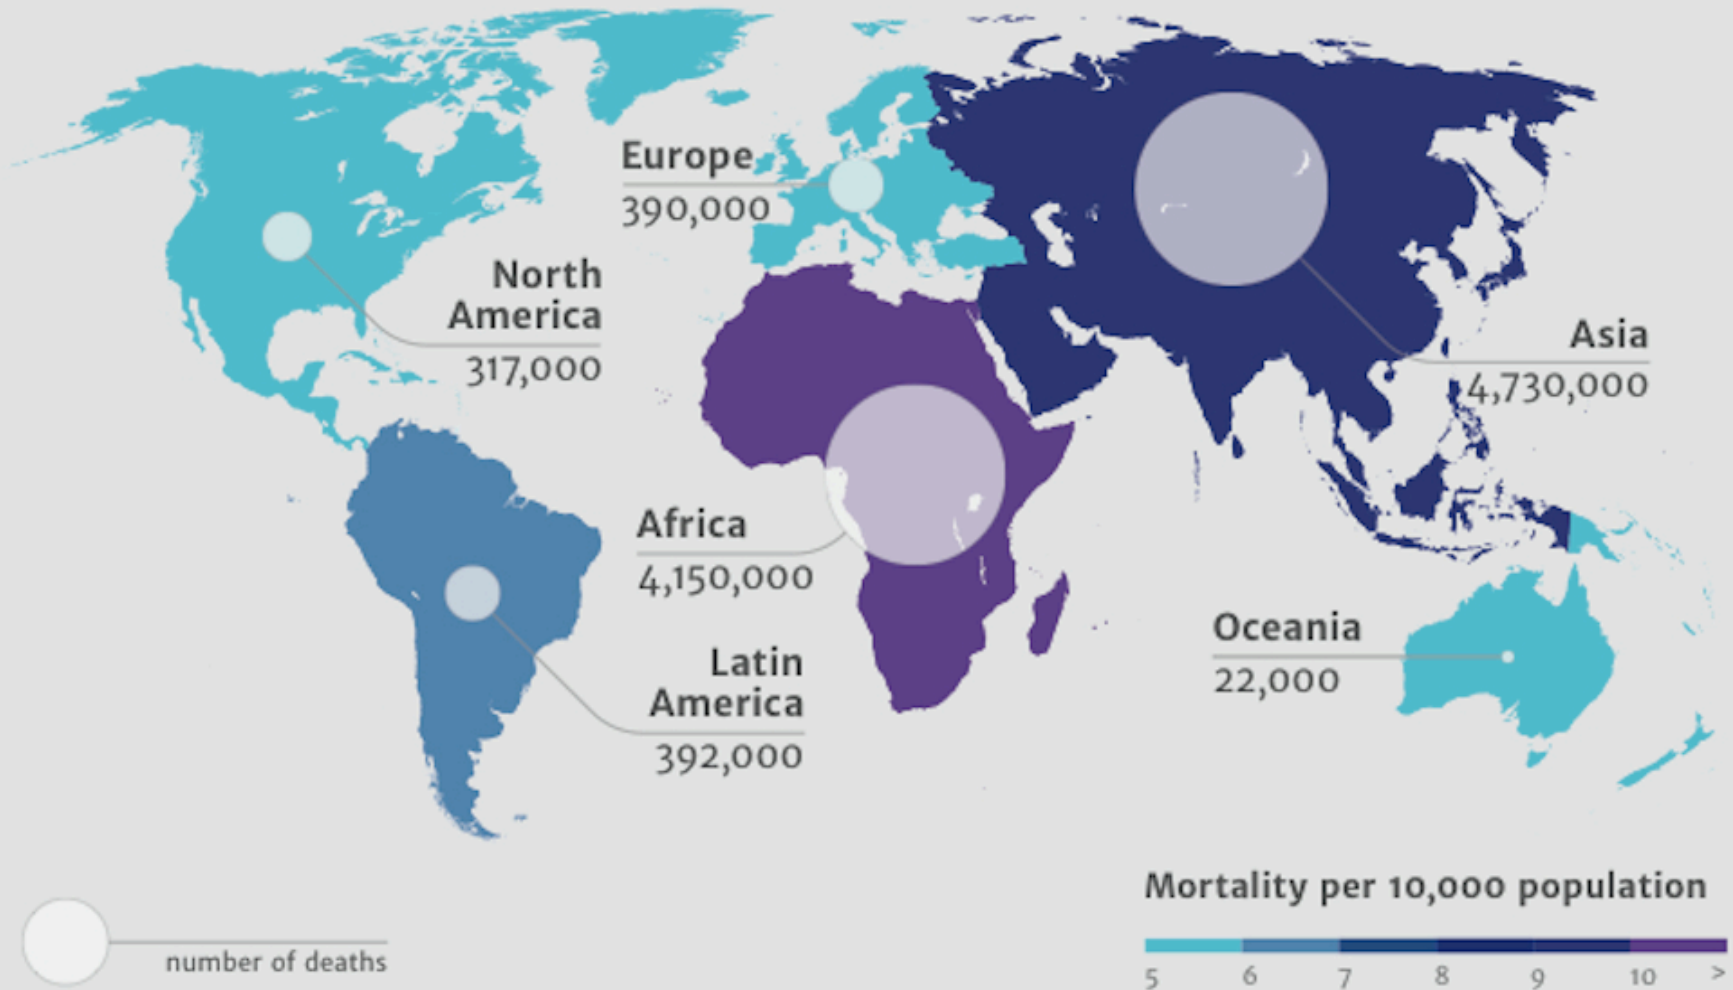 Europe
390,000
North
America
317,000
Asia
4,730,000
Africa
4,150,000
Latin
America
392,000
Oceania
22,000
Mortality per 10,000 population
5 6 7 8 9 10 >
number of deaths